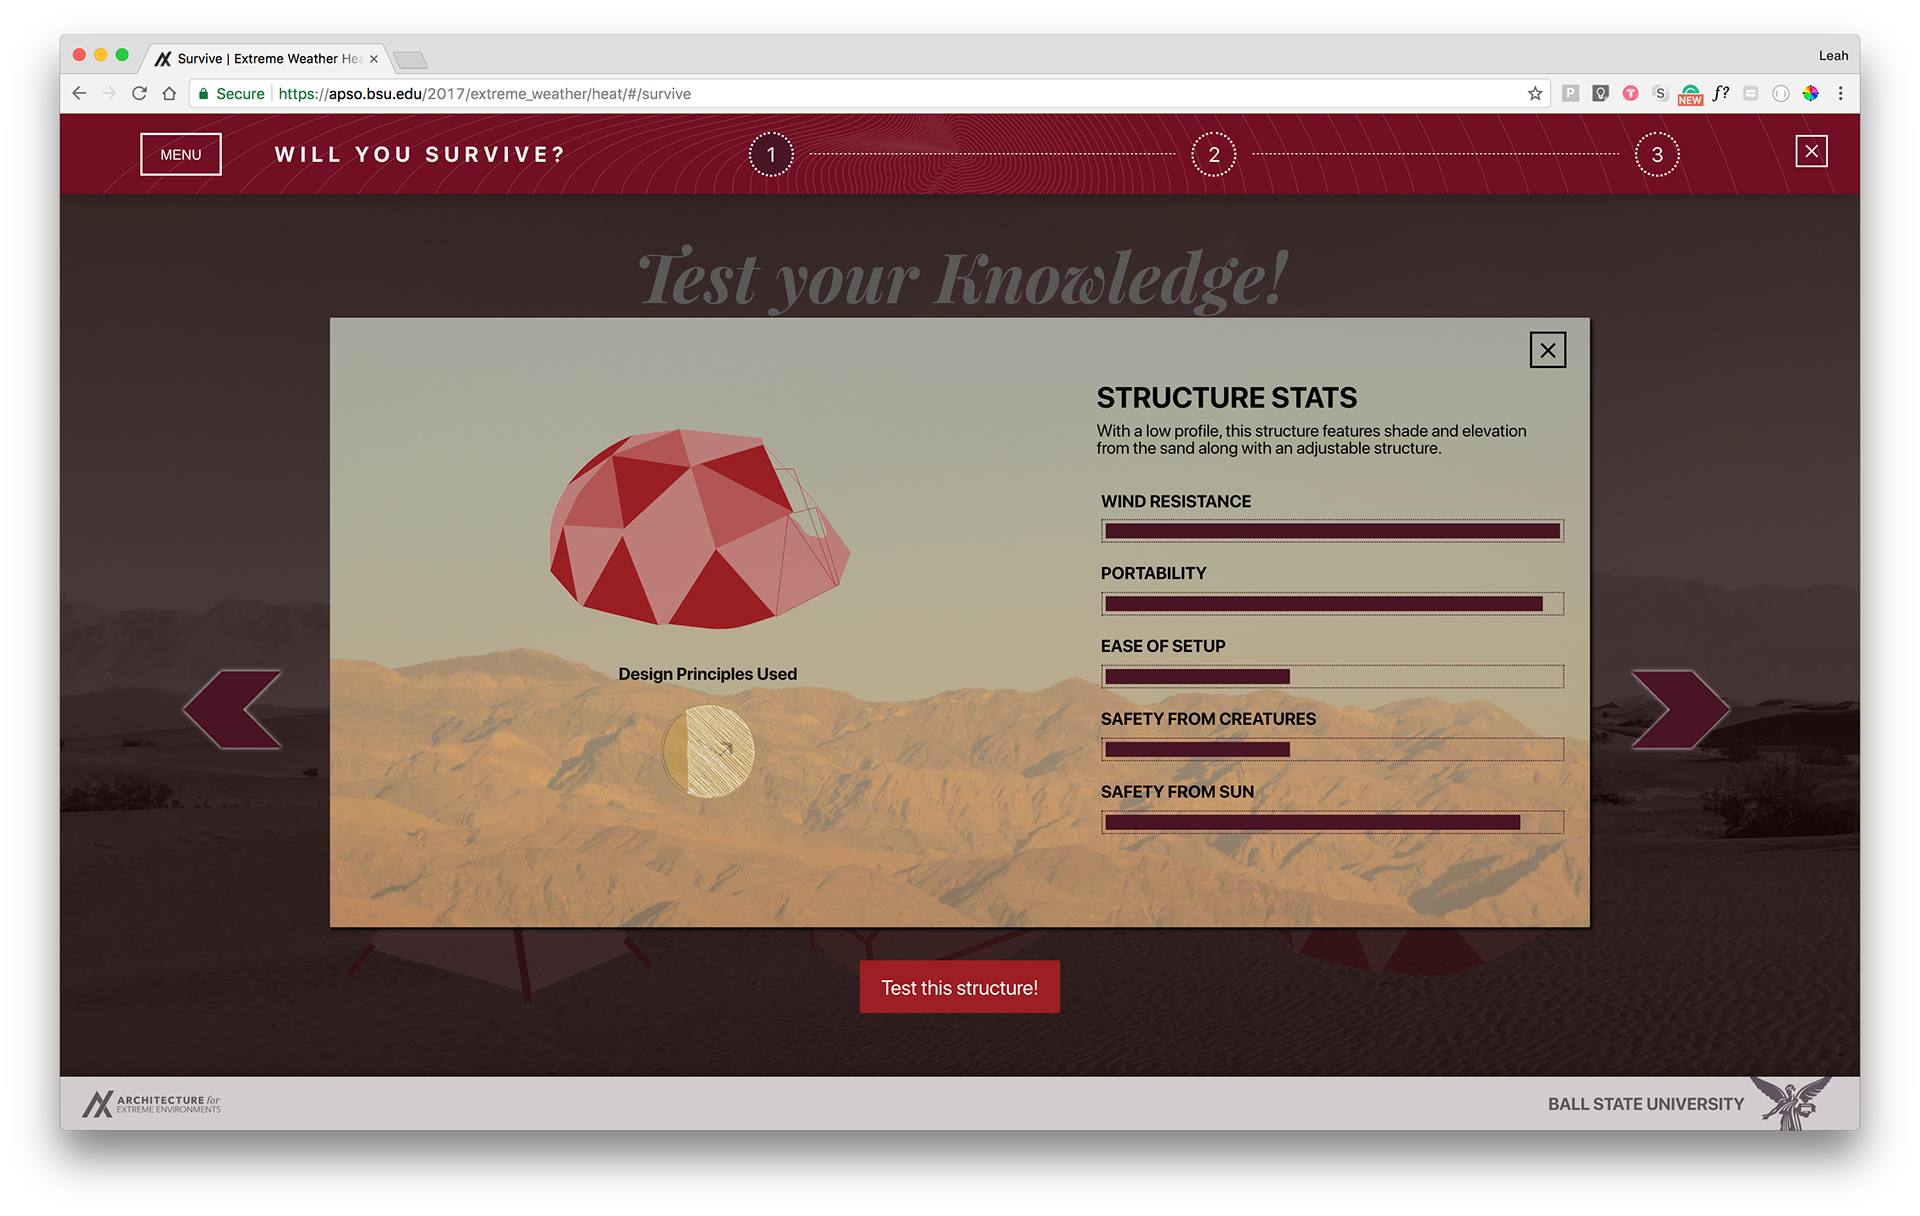 Survive | Extreme Weather Hea
Leah
Secure
https://apso.bsu.edu/2017/extreme_weather/heat/#/survive
P
T
S
NEW
f?
MENU
WILL YOU SURVIVE?
1
2
3
Test your Knowledge!
STRUCTURE STATS
With a low profile, this structure features shade and elevation
from the sand along with an adjustable structure.
WIND RESISTANCE
PORTABILITY
EASE OF SETUP
SAFETY FROM CREATURES
SAFETY FROM SUN
Design Principles Used
Test this structure!
ARCHITECTURE for
EXTREME ENVIRONMENTS
BALL STATE UNIVERSITY